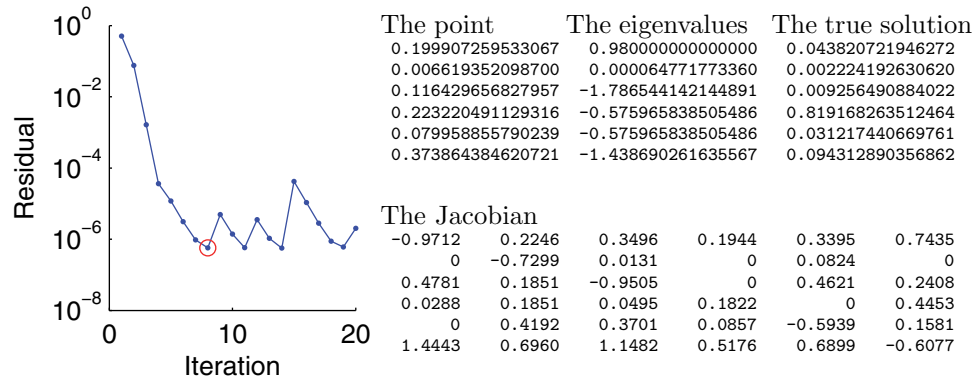 10^0
10^-2
10^-4
10^-6
10^-8
Residual
0 10 20
Iteration
The point The eigenvalues The true solution
0.199907259533067 0.980000000000000 0.043820721946272
0.006619352098700 0.000064771773360 0.002224192630620
0.116429656827957 −1.786544142144891 0.009256490884022
0.223220491129316 −0.575965838505486 0.819168263512464
0.079958855790239 −0.575965838505486 0.031217440669761
0.373864384620721 −1.438690261635567 0.094312890356862
The Jacobian
−0.9712 0.2246 0.3496 0.1944 0.3395 0.7435
0 −0.7299 0.0131 0 0.0824 0
0.4781 0.1851 −0.9505 0 0.4621 0.2408
0.0288 0.1851 0.0495 0.1822 0 0.4453
0 0.4192 0.3701 0.0857 −0.5939 0.1581
1.4443 0.6960 1.1482 0.5176 0.6899 −0.6077